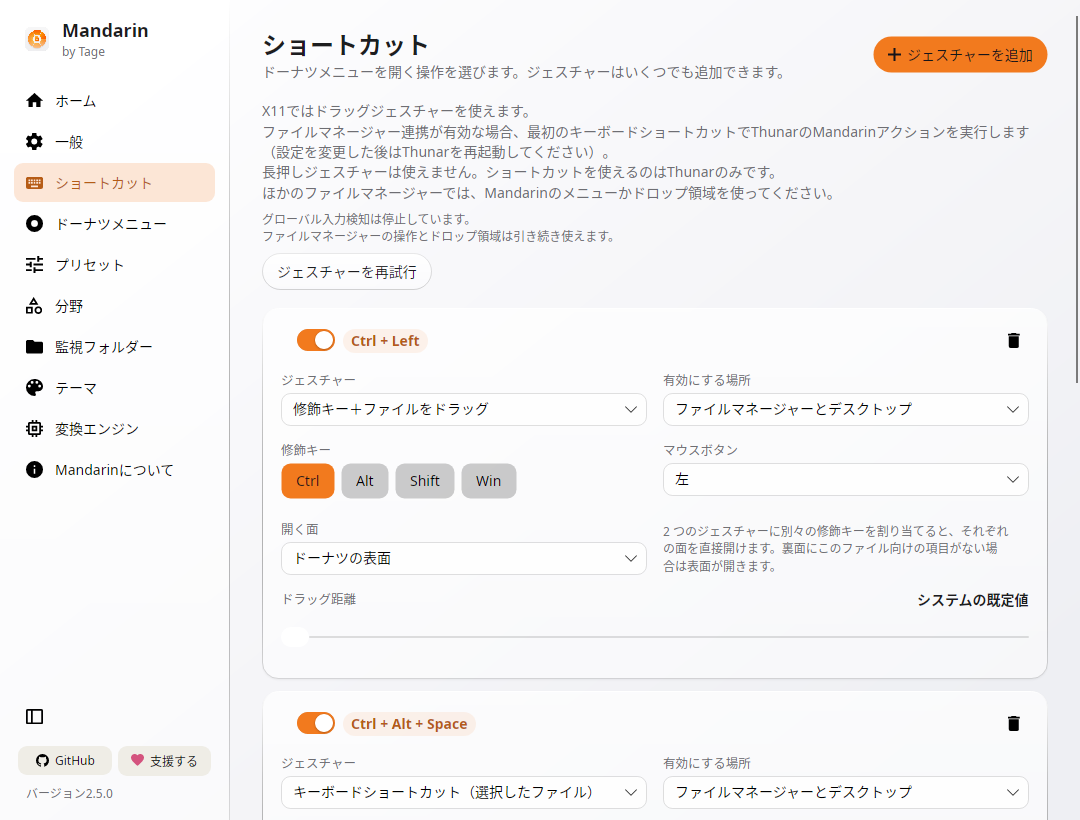 Mandarin
by Tage
ホーム
一般
ショートカット
ドーナツメニュー
プリセット
分野
監視フォルダー
テーマ
変換エンジン
Mandarinについて
GitHub
支援する
バージョン2.5.0
ショートカット
ドーナツメニューを開く操作を選びます。ジェスチャーはいくつでも追加できます。
ジェスチャーを追加
X11ではドラッグジェスチャーを使えます。
ファイルマネージャー連携が有効な場合、最初のキーボードショートカットでThunarのMandarinアクションを実行します
（設定を変更した後はThunarを再起動してください）。
長押しジェスチャーは使えません。ショートカットを使えるのはThunarのみです。
ほかのファイルマネージャーでは、Mandarinのメニューかドロップ領域を使ってください。
グローバル入力検知は停止しています。
ファイルマネージャーの操作とドロップ領域は引き続き使えます。
ジェスチャーを再試行
Ctrl + Left
ジェスチャー
有効にする場所
修飾キー＋ファイルをドラッグ
ファイルマネージャーとデスクトップ
修飾キー
マウスボタン
Ctrl
Alt
Shift
Win
左
開く面
ドーナツの表面
2 つのジェスチャーに別々の修飾キーを割り当てると、それぞれ
の面を直接開けます。裏面にこのファイル向けの項目がない場
合は表面が開きます。
ドラッグ距離
システムの既定値
Ctrl + Alt + Space
ジェスチャー
有効にする場所
キーボードショートカット（選択したファイル）
ファイルマネージャーとデスクトップ